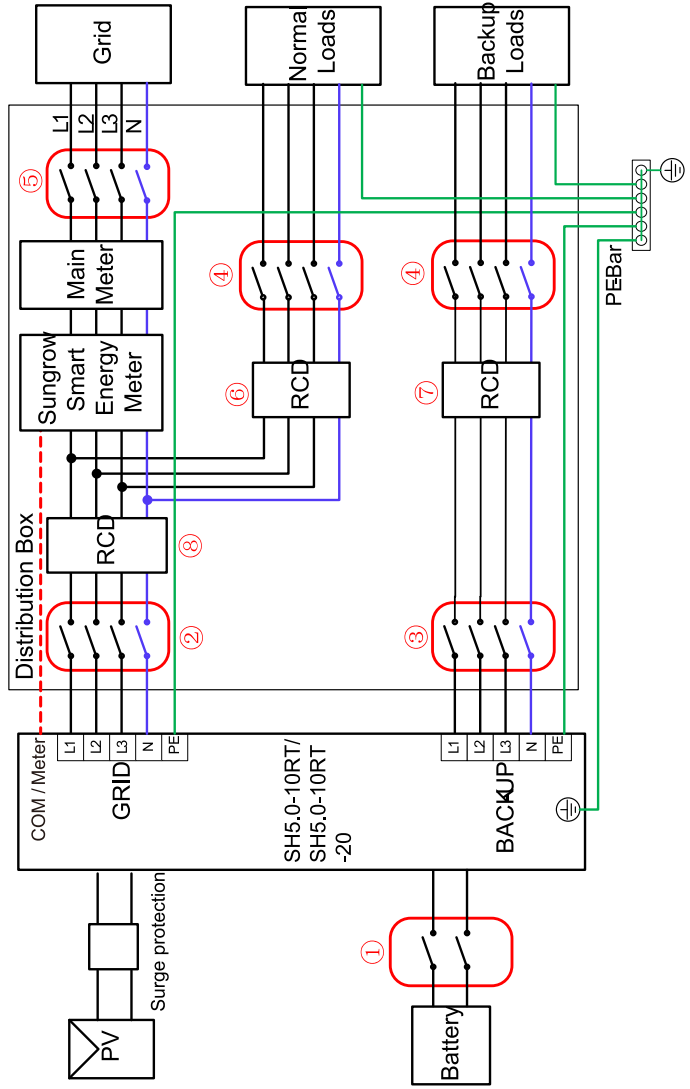 Grid
Normal
Loads
Backup
Loads
L1
L2
L3
N
⑤
Main
Meter
④
④
PE-Bar
Sungrow
Smart
Energy
Meter
⑥
RCD
⑦
RCD
Distribution Box
RCD
⑧
②
③
COM / Meter
L1
L2
L3
N
PE
GRID
SH5.0-10RT/
SH5.0-10RT
-20
L1
L2
L3
N
PE
BACKUP
Surge protection
PV
①
Battery